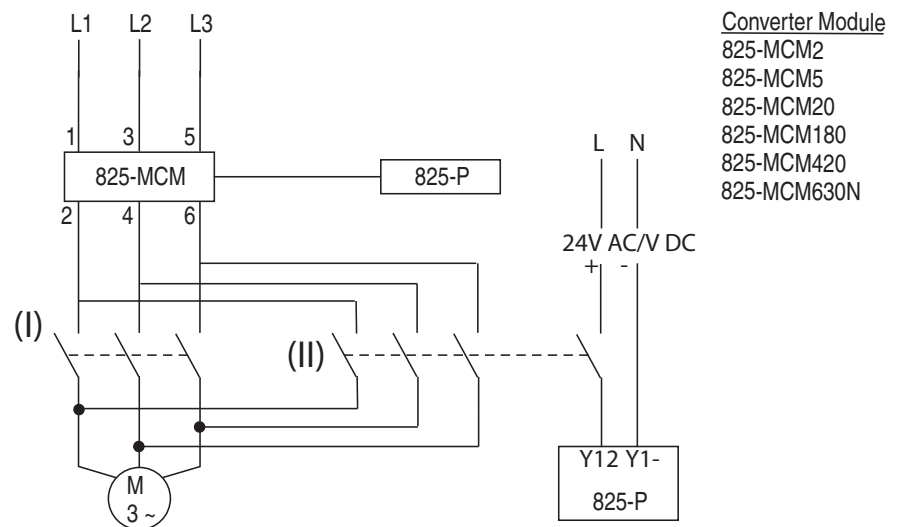 L1 L2 L3
1 3 5
825-MCM
2 4 6
825-P
(I)
(II)
M
3 ~
L N
24V AC/V DC
+ -
Y12 Y1-
825-P
Converter Module
825-MCM2
825-MCM5
825-MCM20
825-MCM180
825-MCM420
825-MCM630N